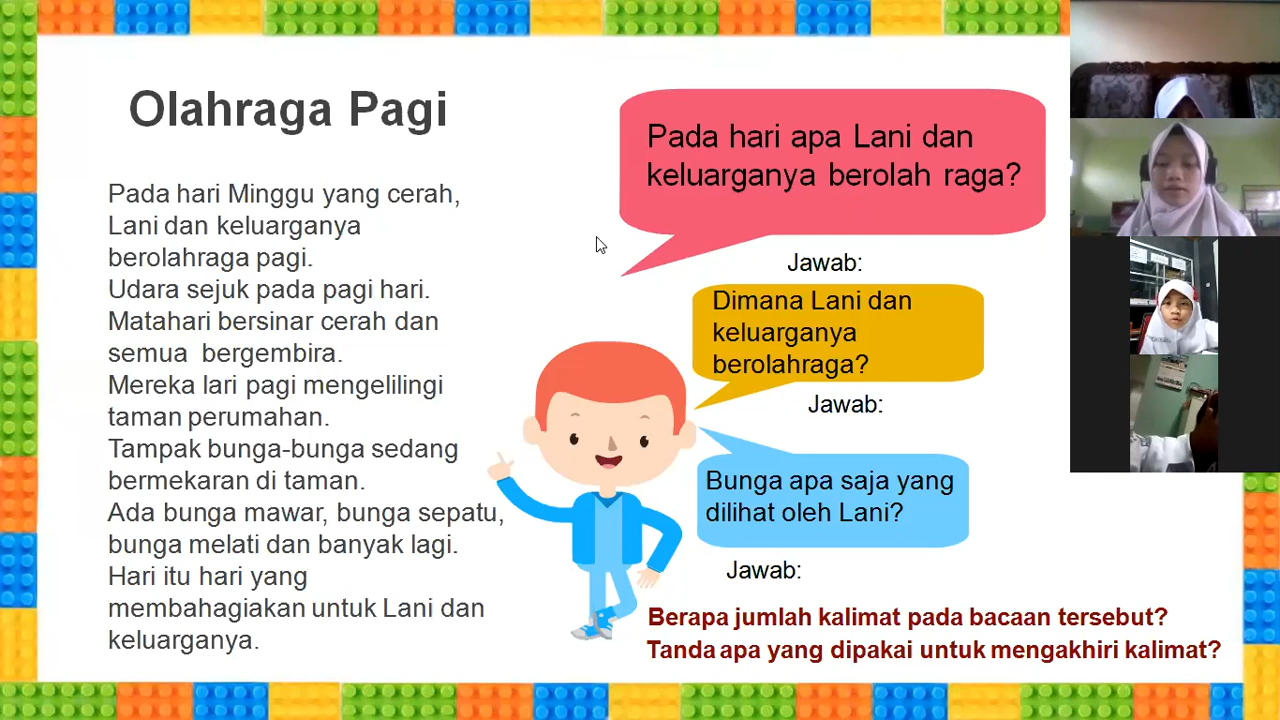 Olahraga Pagi
Pada hari Minggu yang cerah,
Lani dan keluarganya
berolahraga pagi.
Udara sejuk pada pagi hari.
Matahari bersinar cerah dan
semua bergembira.
Mereka lari pagi mengelilingi
taman perumahan.
Tampak bunga-bunga sedang
bermekaran di taman.
Ada bunga mawar, bunga sepatu,
bunga melati dan banyak lagi.
Hari itu hari yang
membahagiakan untuk Lani dan
keluarganya.
Pada hari apa Lani dan
keluarganya berolah raga?
Jawab:
Dimana Lani dan
keluarganya
berolahraga?
Jawab:
Bunga apa saja yang
dilihat oleh Lani?
Jawab:
Berapa jumlah kalimat pada bacaan tersebut?
Tanda apa yang dipakai untuk mengakhiri kalimat?